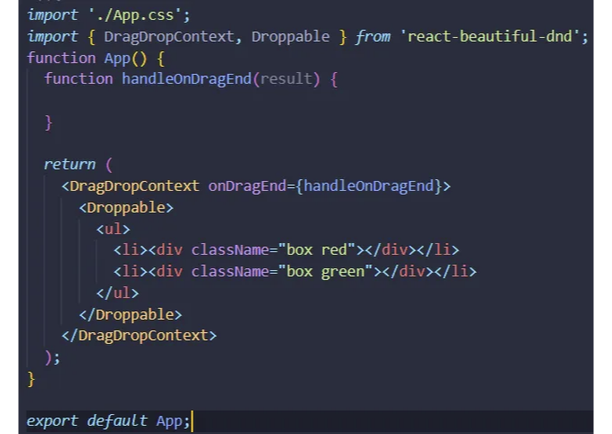 import './App.css';
import { DragDropContext, Droppable } from 'react-beautiful-dnd';
function App() {
  function handleOnDragEnd(result) {

  }

  return (
    <DragDropContext onDragEnd={handleOnDragEnd}>
      <Droppable>
        <ul>
          <li><div className="box red"></div></li>
          <li><div className="box green"></div></li>
        </ul>
      </Droppable>
    </DragDropContext>
  );
}

export default App;